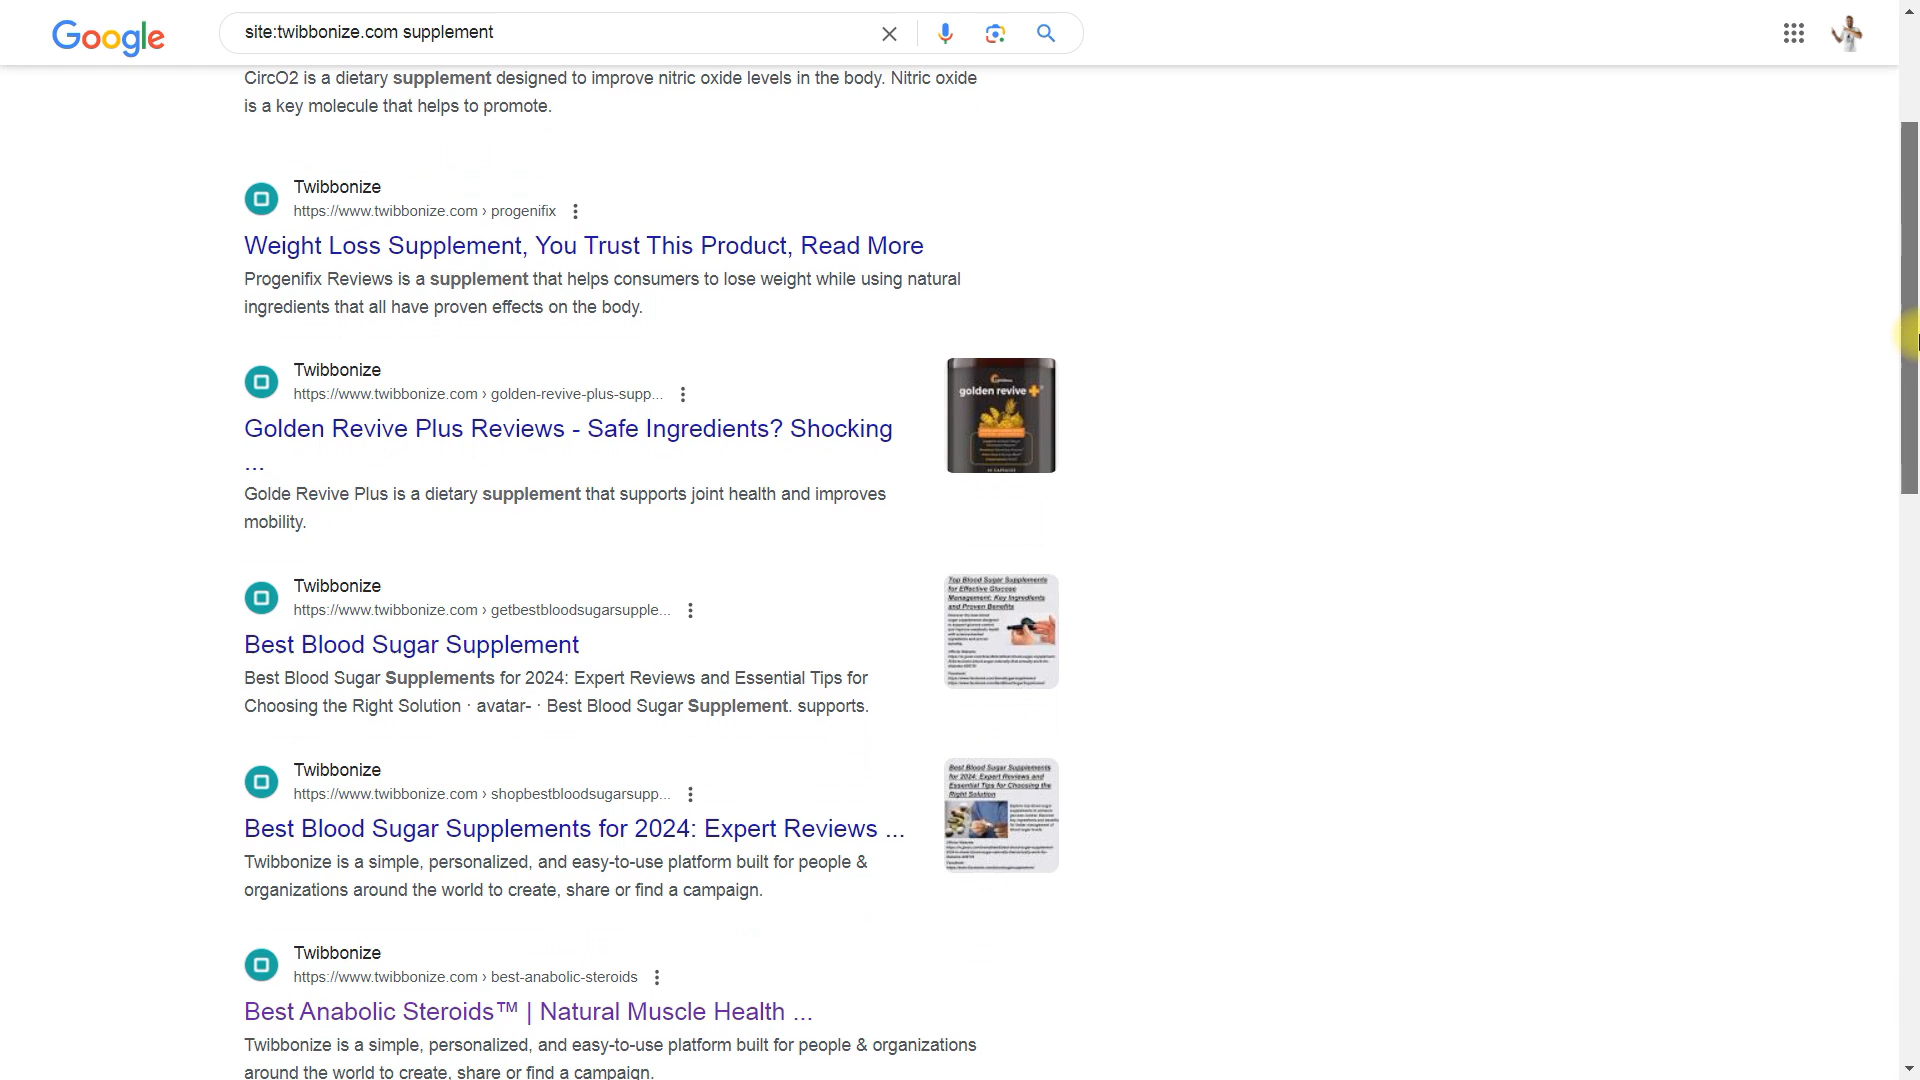 Google
site:twibbonize.com supplement
CircO2 is a dietary supplement designed to improve nitric oxide levels in the body. Nitric oxide
is a key molecule that helps to promote.
Twibbonize
https://www.twibbonize.com › progenifix
Weight Loss Supplement, You Trust This Product, Read More
Progenifix Reviews is a supplement that helps consumers to lose weight while using natural
ingredients that all have proven effects on the body.
Twibbonize
https://www.twibbonize.com › golden-revive-plus-supp...
Golden Revive Plus Reviews - Safe Ingredients? Shocking
...
Golde Revive Plus is a dietary supplement that supports joint health and improves
mobility.
golden revive +
Twibbonize
https://www.twibbonize.com › getbestbloodsugarsupple...
Best Blood Sugar Supplement
Best Blood Sugar Supplements for 2024: Expert Reviews and Essential Tips for
Choosing the Right Solution · avatar- · Best Blood Sugar Supplement. supports.
Top Blood Sugar Supplements
for Effective Glucose
Management: Key Ingredients
and Proven Benefits
Twibbonize
https://www.twibbonize.com › shopbestbloodsugarsupp...
Best Blood Sugar Supplements for 2024: Expert Reviews ...
Twibbonize is a simple, personalized, and easy-to-use platform built for people &
organizations around the world to create, share or find a campaign.
Best Blood Sugar Supplements
for 2024: Expert Reviews and
Essential Tips for Choosing the
Right Solution
Twibbonize
https://www.twibbonize.com › best-anabolic-steroids
Best Anabolic Steroids™ | Natural Muscle Health ...
Twibbonize is a simple, personalized, and easy-to-use platform built for people & organizations
around the world to create, share or find a campaign.